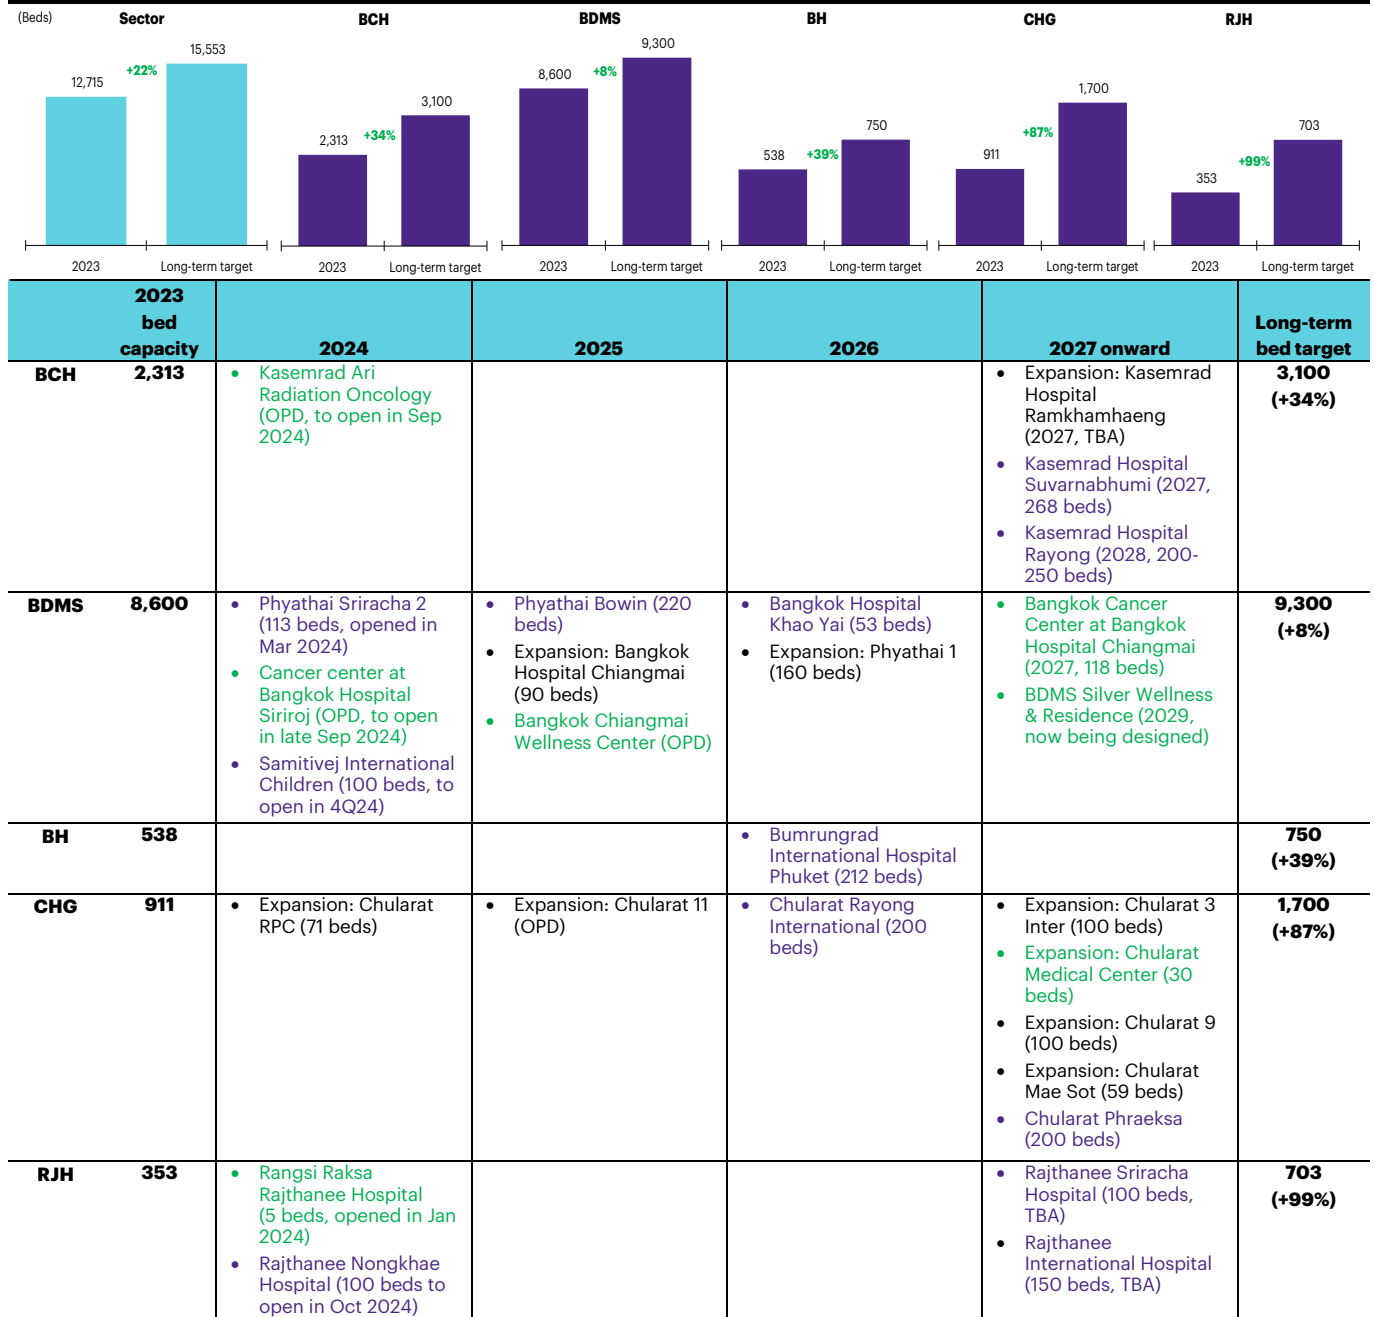 (Beds)
Sector
BCH
BDMS
BH
CHG
RJH
12,715
+22%
15,553
2,313
+34%
3,100
8,600
+8%
9,300
538
+39%
750
911
+87%
1,700
353
+99%
703
2023
Long-term target
2023
Long-term target
2023
Long-term target
2023
Long-term target
2023
Long-term target
2023
Long-term target
2023
bed
capacity
2024
2025
2026
2027 onward
Long-term
bed target
BCH
2,313
• Kasemrad Ari
Radiation Oncology
(OPD, to open in Sep
2024)
• Expansion: Kasemrad
Hospital
Ramkhamhaeng
(2027, TBA)
• Kasemrad Hospital
Suvarnabhumi (2027,
268 beds)
• Kasemrad Hospital
Rayong (2028, 200-
250 beds)
3,100
(+34%)
BDMS
8,600
• Phyathai Sriracha 2
(113 beds, opened in
Mar 2024)
• Cancer center at
Bangkok Hospital
Siriroj (OPD, to open
in late Sep 2024)
• Samitivej International
Children (100 beds, to
open in 4Q24)
• Phyathai Bowin (220
beds)
• Expansion: Bangkok
Hospital Chiangmai
(90 beds)
• Bangkok Chiangmai
Wellness Center (OPD)
• Bangkok Hospital
Khao Yai (53 beds)
• Expansion: Phyathai 1
(160 beds)
• Bangkok Cancer
Center at Bangkok
Hospital Chiangmai
(2027, 118 beds)
• BDMS Silver Wellness
& Residence (2029,
now being designed)
9,300
(+8%)
BH
538
• Bumrungrad
International Hospital
Phuket (212 beds)
750
(+39%)
CHG
911
• Expansion: Chularat
RPC (71 beds)
• Expansion: Chularat 11
(OPD)
• Chularat Rayong
International (200
beds)
• Expansion: Chularat 3
Inter (100 beds)
• Expansion: Chularat
Medical Center (30
beds)
• Expansion: Chularat 9
(100 beds)
• Expansion: Chularat
Mae Sot (59 beds)
• Chularat Phraeksa
(200 beds)
1,700
(+87%)
RJH
353
• Rangsi Raksa
Rajthanee Hospital
(5 beds, opened in Jan
2024)
• Rajthanee Nongkhae
Hospital (100 beds to
open in Oct 2024)
• Rajthanee Sriracha
Hospital (100 beds,
TBA)
• Rajthanee
International Hospital
(150 beds, TBA)
703
(+99%)